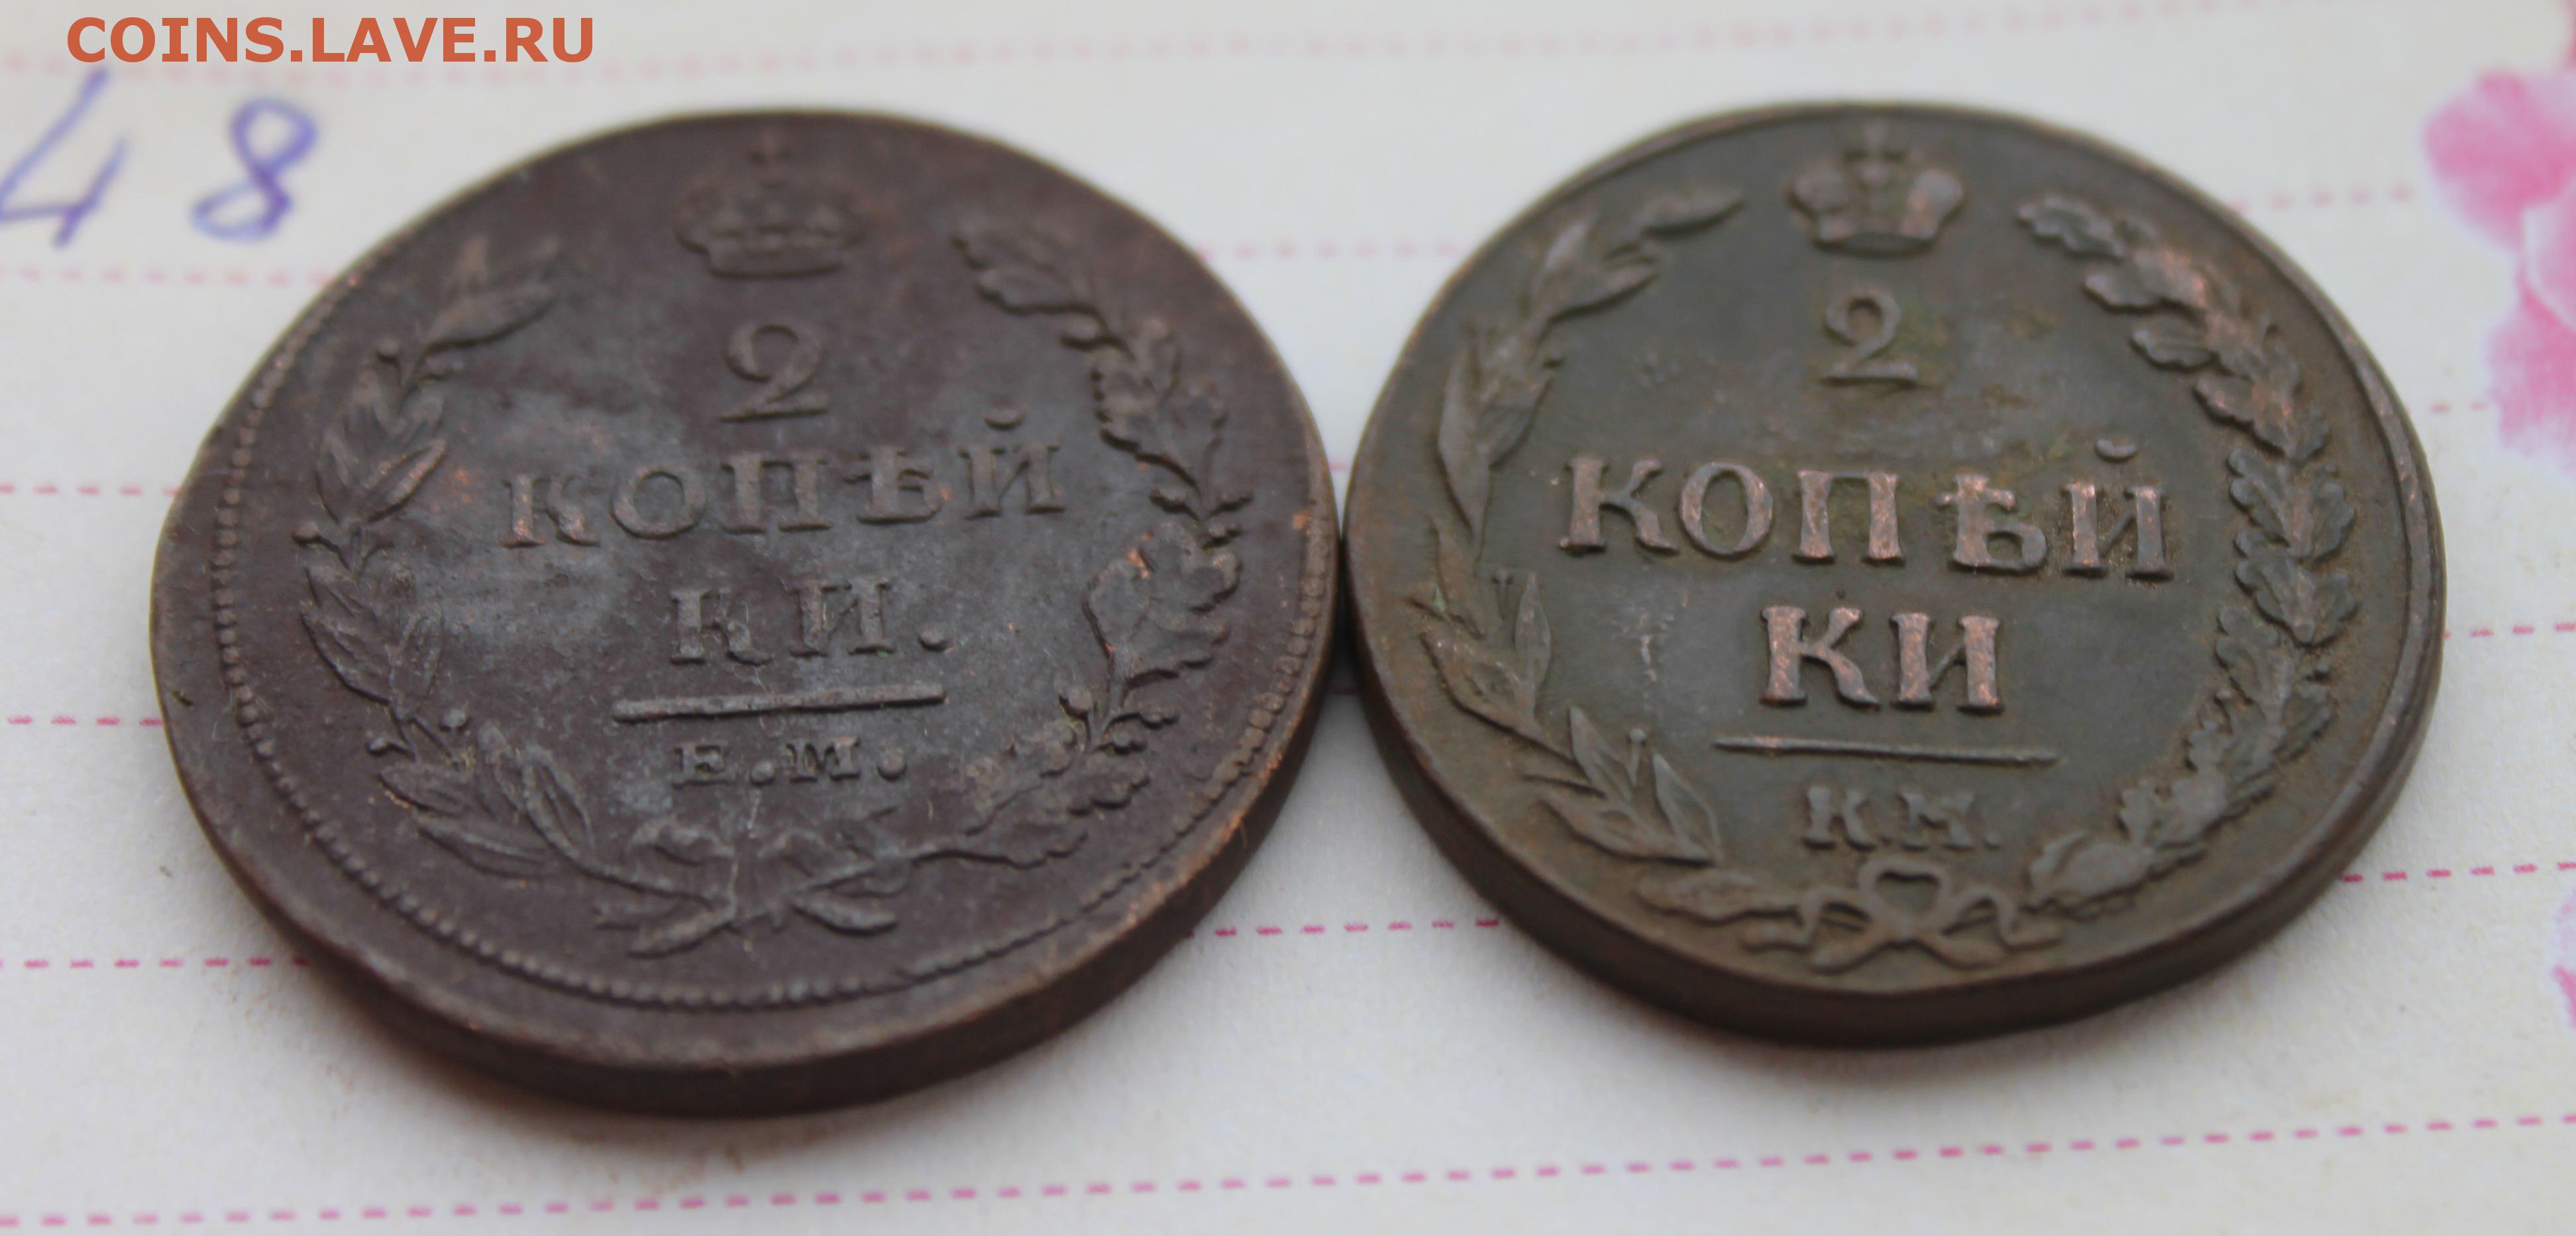 COINS.LAVE.RU
48
2
КОПѢЙ
КИ.
Е.М.
2
КОПѢЙ
КИ
К.М.